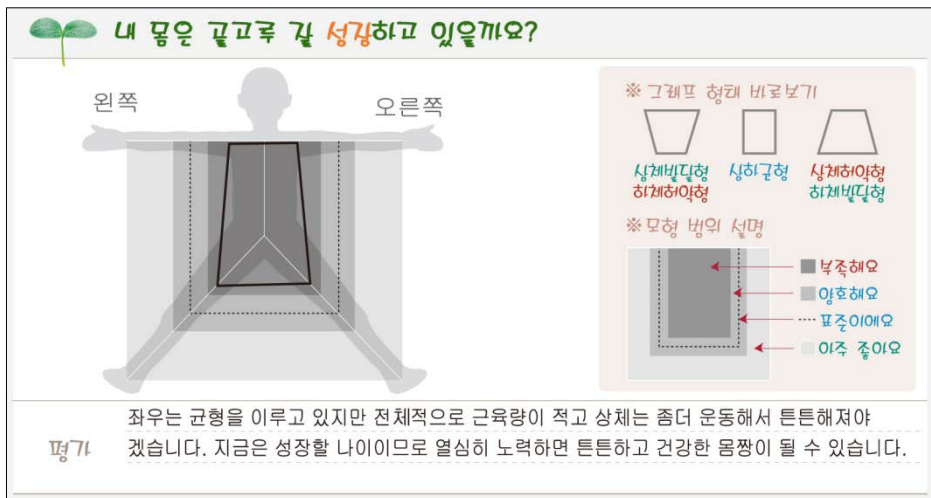 내 몸은 골고루 잘 성장하고 있을까요?
왼쪽
오른쪽
※ 그래프 형태 바로보기
상체발달형
하체허약형
상하균형
상체허약형
하체발달형
※ 모형 범위 설명
부족해요
양호해요
표준이에요
아주 좋아요
평가
좌우는 균형을 이루고 있지만 전체적으로 근육량이 적고 상체는 좀더 운동해서 튼튼해져야
겠습니다. 지금은 성장할 나이이므로 열심히 노력하면 튼튼하고 건강한 몸짱이 될 수 있습니다.